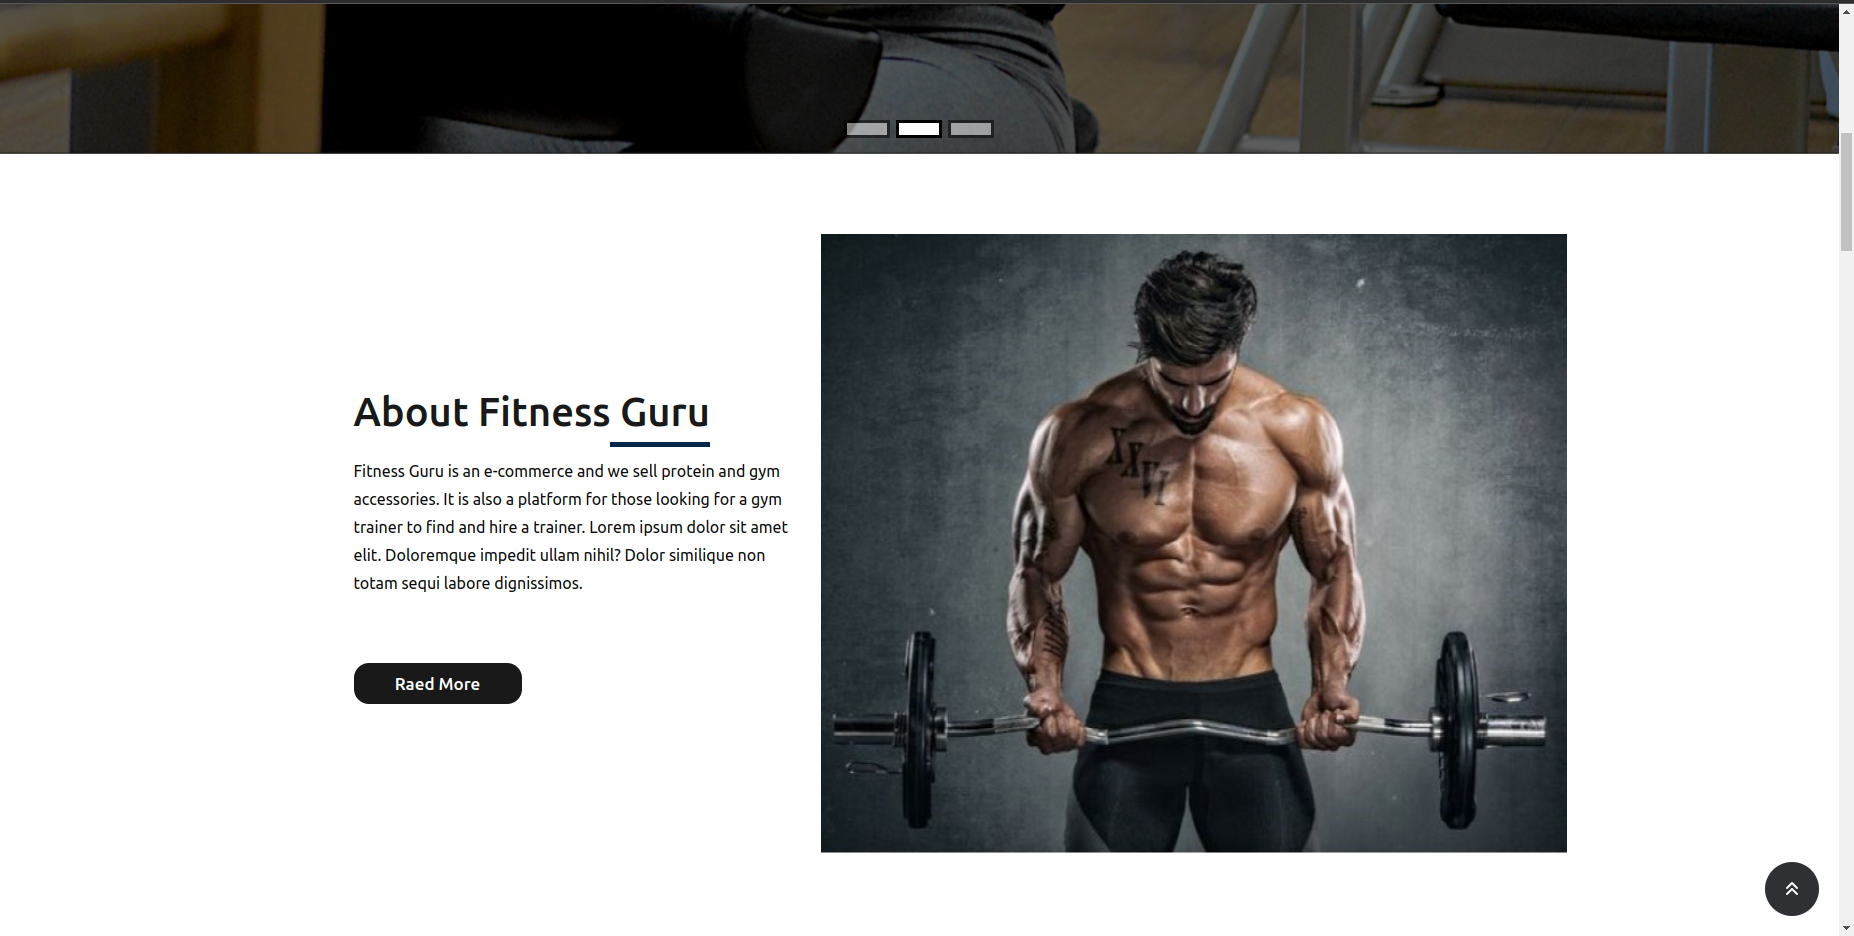 About Fitness Guru
Fitness Guru is an e-commerce and we sell protein and gym
accessories. It is also a platform for those looking for a gym
trainer to find and hire a trainer. Lorem ipsum dolor sit amet
elit. Doloremque impedit ullam nihil? Dolor similique non
totam sequi labore dignissimos.
Raed More
XXVI